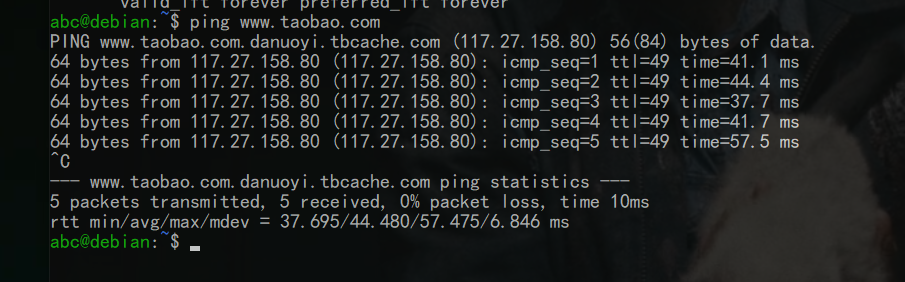 valid_lft forever preferred_lft forever
abc@debian:~$ ping www.taobao.com
PING www.taobao.com.danuoyi.tbcache.com (117.27.158.80) 56(84) bytes of data.
64 bytes from 117.27.158.80 (117.27.158.80): icmp_seq=1 ttl=49 time=41.1 ms
64 bytes from 117.27.158.80 (117.27.158.80): icmp_seq=2 ttl=49 time=44.4 ms
64 bytes from 117.27.158.80 (117.27.158.80): icmp_seq=3 ttl=49 time=37.7 ms
64 bytes from 117.27.158.80 (117.27.158.80): icmp_seq=4 ttl=49 time=41.7 ms
64 bytes from 117.27.158.80 (117.27.158.80): icmp_seq=5 ttl=49 time=57.5 ms
^C
--- www.taobao.com.danuoyi.tbcache.com ping statistics ---
5 packets transmitted, 5 received, 0% packet loss, time 10ms
rtt min/avg/max/mdev = 37.695/44.480/57.475/6.846 ms
abc@debian:~$